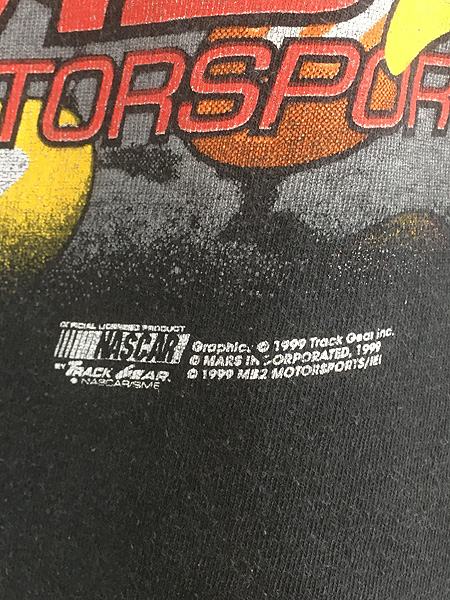 MOTORSPOR
OFFICIAL LICENSED PRODUCT
NASCAR
BY TRACK GEAR.
NASCAR/SME
Graphics © 1999 Track Gear Inc.
© MARS INCORPORATED, 1999
© 1999 MB2 MOTORSPORTS/IEI